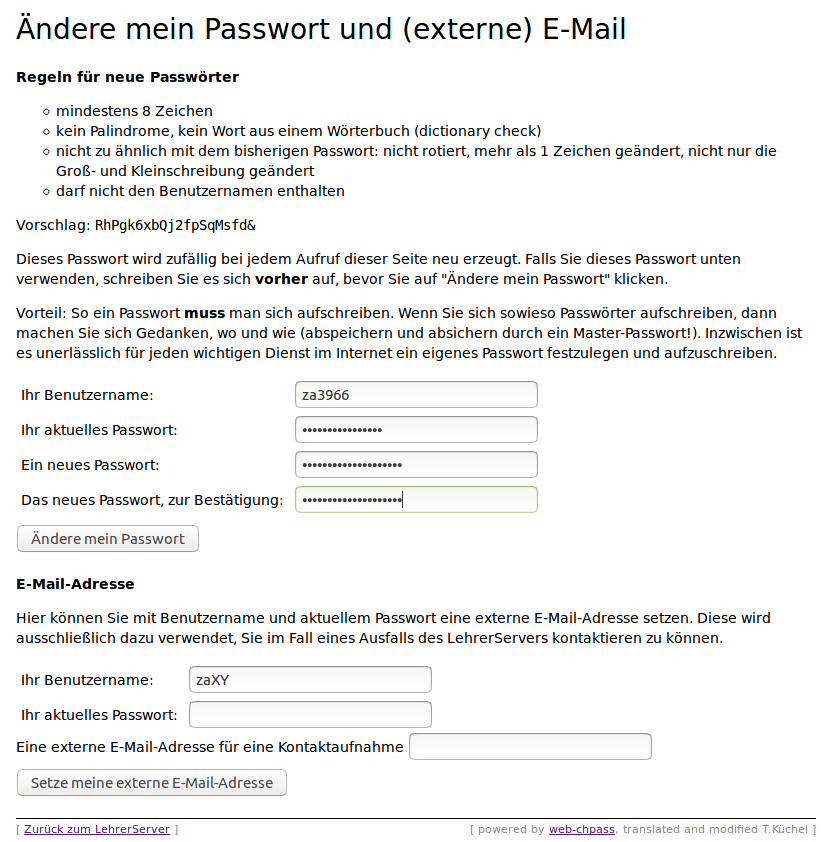 Ändere mein Passwort und (externe) E-Mail
Regeln für neue Passwörter
mindestens 8 Zeichen
kein Palindrome, kein Wort aus einem Wörterbuch (dictionary check)
nicht zu ähnlich mit dem bisherigen Passwort: nicht rotiert, mehr als 1 Zeichen geändert, nicht nur die
Groß- und Kleinschreibung geändert
darf nicht den Benutzernamen enthalten
Vorschlag: RhPgk6xbQj2fpSqMsfd&
Dieses Passwort wird zufällig bei jedem Aufruf dieser Seite neu erzeugt. Falls Sie dieses Passwort unten
verwenden, schreiben Sie es sich vorher auf, bevor Sie auf "Ändere mein Passwort" klicken.
Vorteil: So ein Passwort muss man sich aufschreiben. Wenn Sie sich sowieso Passwörter aufschreiben, dann
machen Sie sich Gedanken, wo und wie (abspeichern und absichern durch ein Master-Passwort!). Inzwischen ist
es unerlässlich für jeden wichtigen Dienst im Internet ein eigenes Passwort festzulegen und aufzuschreiben.
Ihr Benutzername: za3966
Ihr aktuelles Passwort: ••••••••••••••••
Ein neues Passwort: ••••••••••••••••••••
Das neues Passwort, zur Bestätigung: ••••••••••••••••••••
Ändere mein Passwort
E-Mail-Adresse
Hier können Sie mit Benutzername und aktuellem Passwort eine externe E-Mail-Adresse setzen. Diese wird
ausschließlich dazu verwendet, Sie im Fall eines Ausfalls des LehrerServers kontaktieren zu können.
Ihr Benutzername: zaXY
Ihr aktuelles Passwort:
Eine externe E-Mail-Adresse für eine Kontaktaufnahme
Setze meine externe E-Mail-Adresse
[ Zurück zum LehrerServer ] [ powered by web-chpass, translated and modified T.Küchel ]